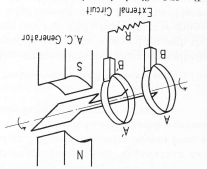 N
A'
A
B'
S
B
A.C. Generator
R
External Circuit